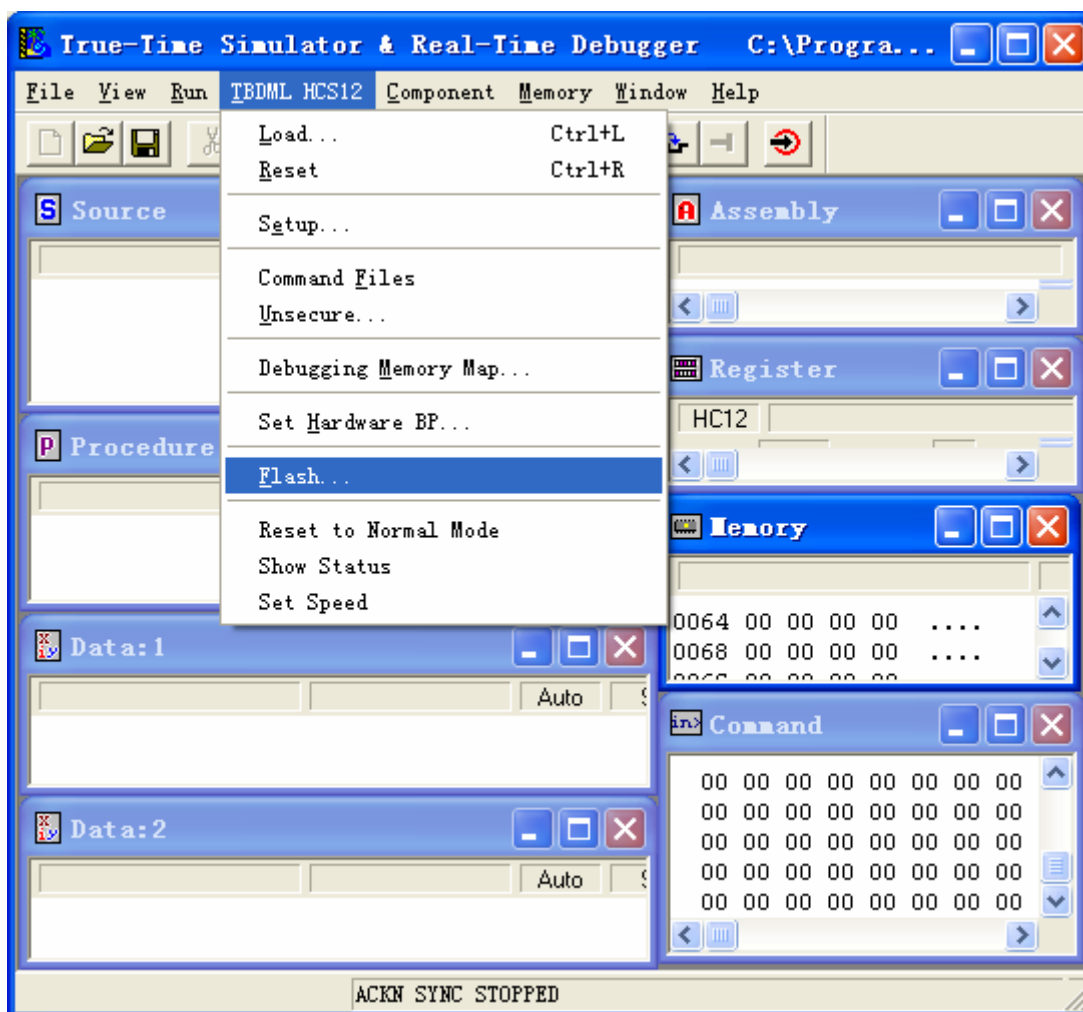 True-Time Simulator & Real-Time Debugger C:\Progra...
File View Run TBDML HCS12 Component Memory Window Help
Load... Ctrl+L
Reset Ctrl+R
Setup...
Command Files
Unsecure...
Debugging Memory Map...
Set Hardware BP...
Flash...
Reset to Normal Mode
Show Status
Set Speed
S Source
P Procedure
x y Data:1
Auto
x y Data:2
Auto
A Assembly
Register
HC12
Memory
0064 00 00 00 00 ....
0068 00 00 00 00 ....
in> Command
00 00 00 00 00 00 00 00
00 00 00 00 00 00 00 00
00 00 00 00 00 00 00 00
00 00 00 00 00 00 00 00
00 00 00 00 00 00 00 00
ACKN SYNC STOPPED